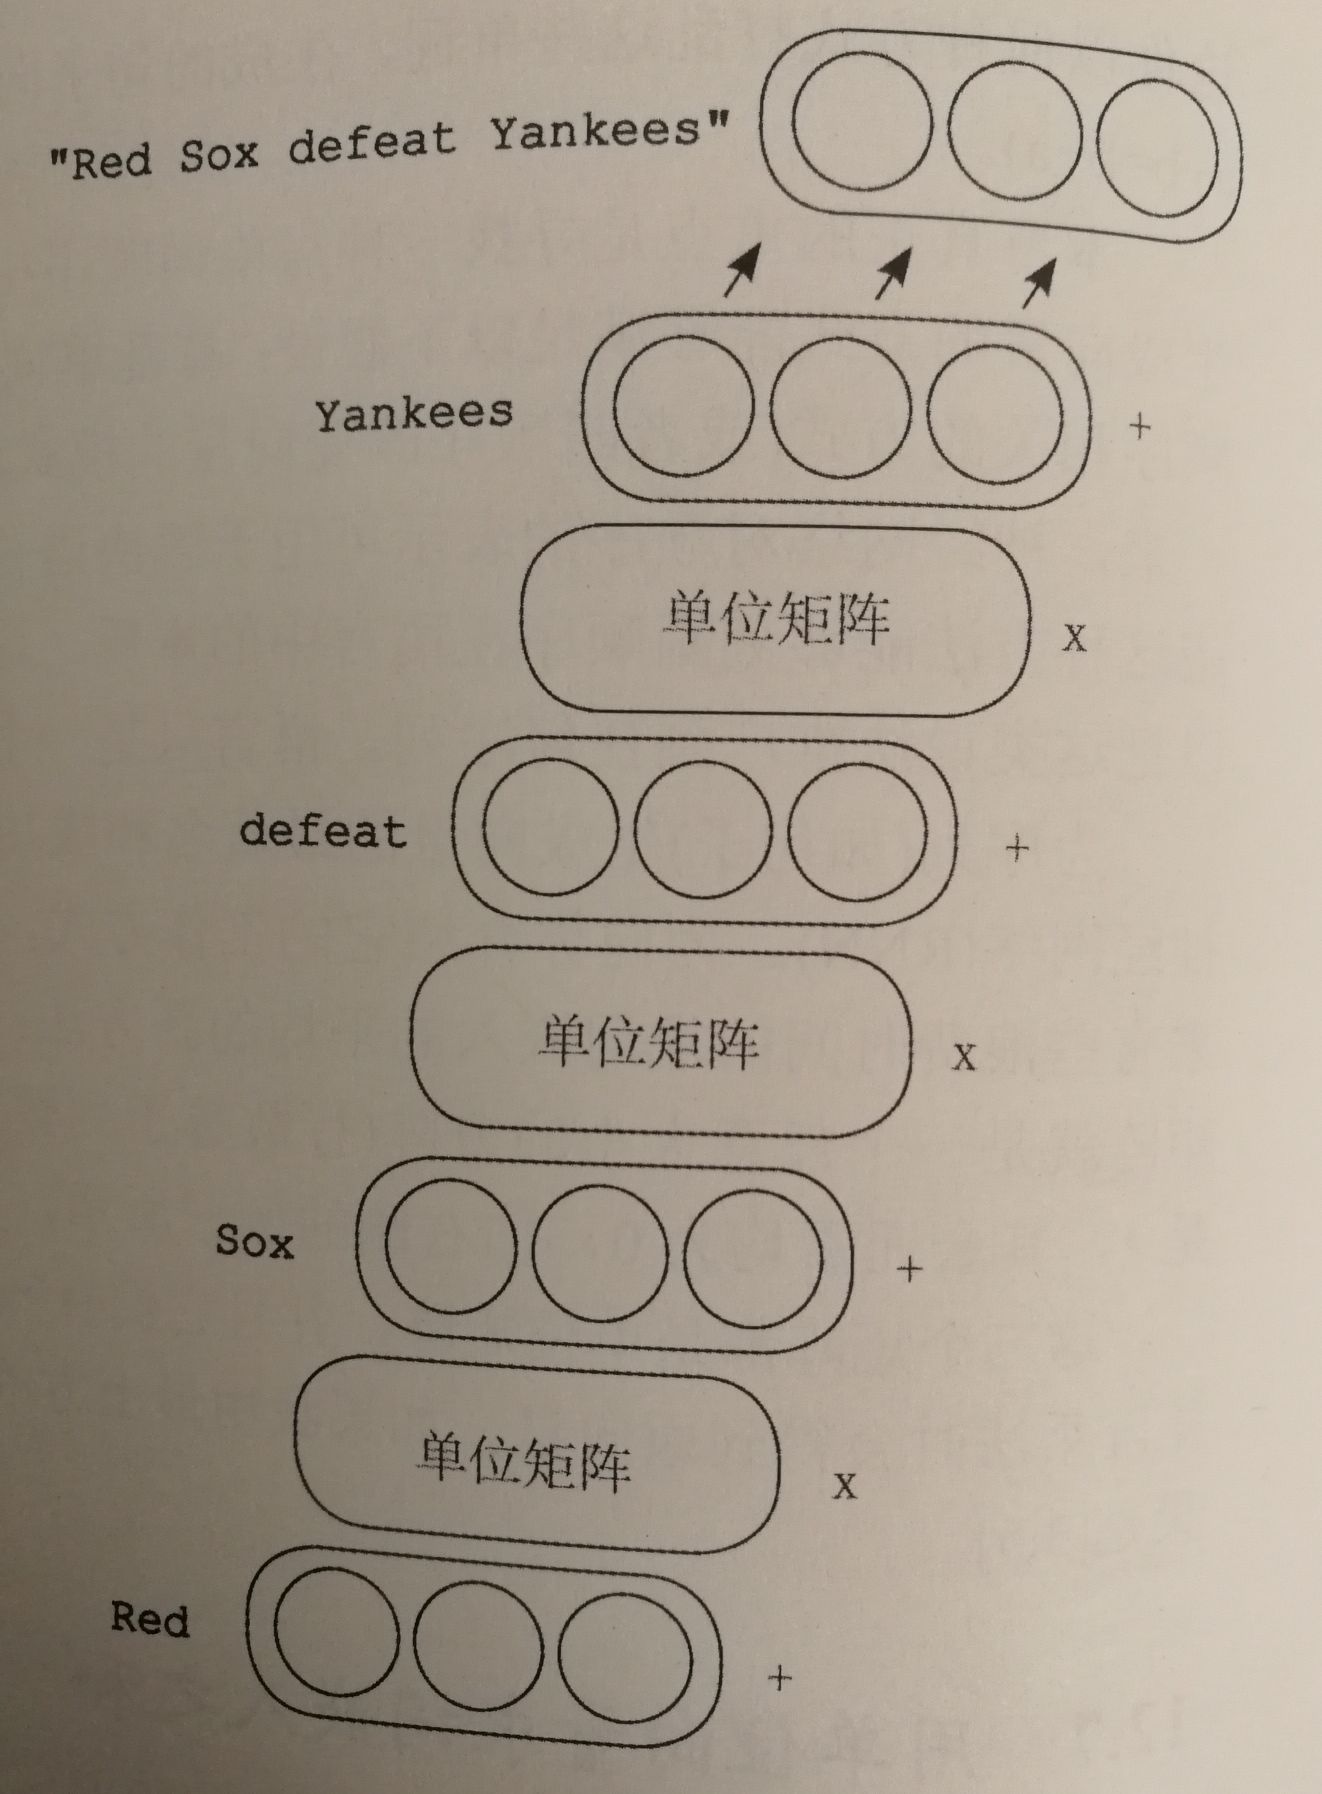 "Red Sox defeat Yankees"
Yankees +
单位矩阵 x
defeat +
单位矩阵 x
Sox +
单位矩阵 x
Red +